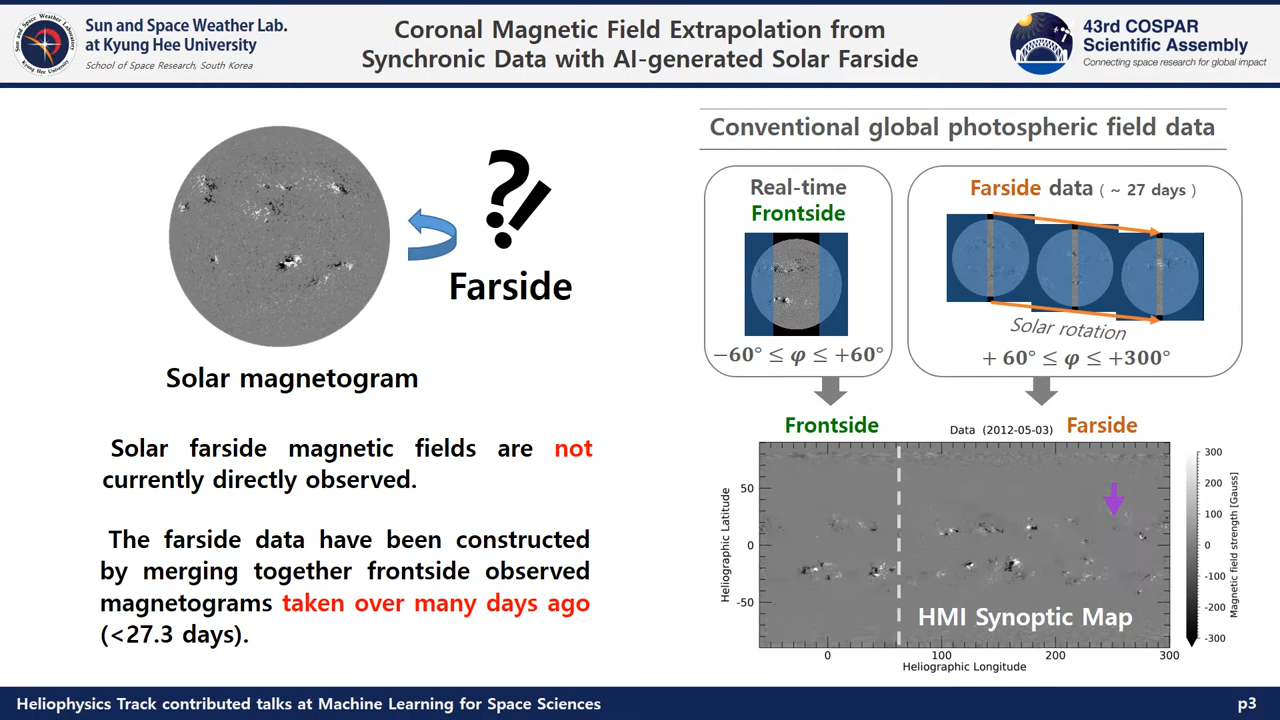 Sun and Space Weather Lab.
at Kyung Hee University
School of Space Research, South Korea
Coronal Magnetic Field Extrapolation from
Synchronic Data with AI-generated Solar Farside
43rd COSPAR
Scientific Assembly
Connecting space research for global impact
?!
Farside
Solar magnetogram
Solar farside magnetic fields are not
currently directly observed.
The farside data have been constructed
by merging together frontside observed
magnetograms taken over many days ago
(<27.3 days).
Conventional global photospheric field data
Real-time
Frontside
−60° ≤ φ ≤ +60°
Farside data ( ~ 27 days )
Solar rotation
+ 60° ≤ φ ≤ +300°
Frontside
Data (2012-05-03)
Farside
Heliographic Latitude
50
0
-50
HMI Synoptic Map
0
100
200
300
Heliographic Longitude
300
200
100
0
-100
-200
-300
Magnetic field strength [Gauss]
Heliophysics Track contributed talks at Machine Learning for Space Sciences
p3